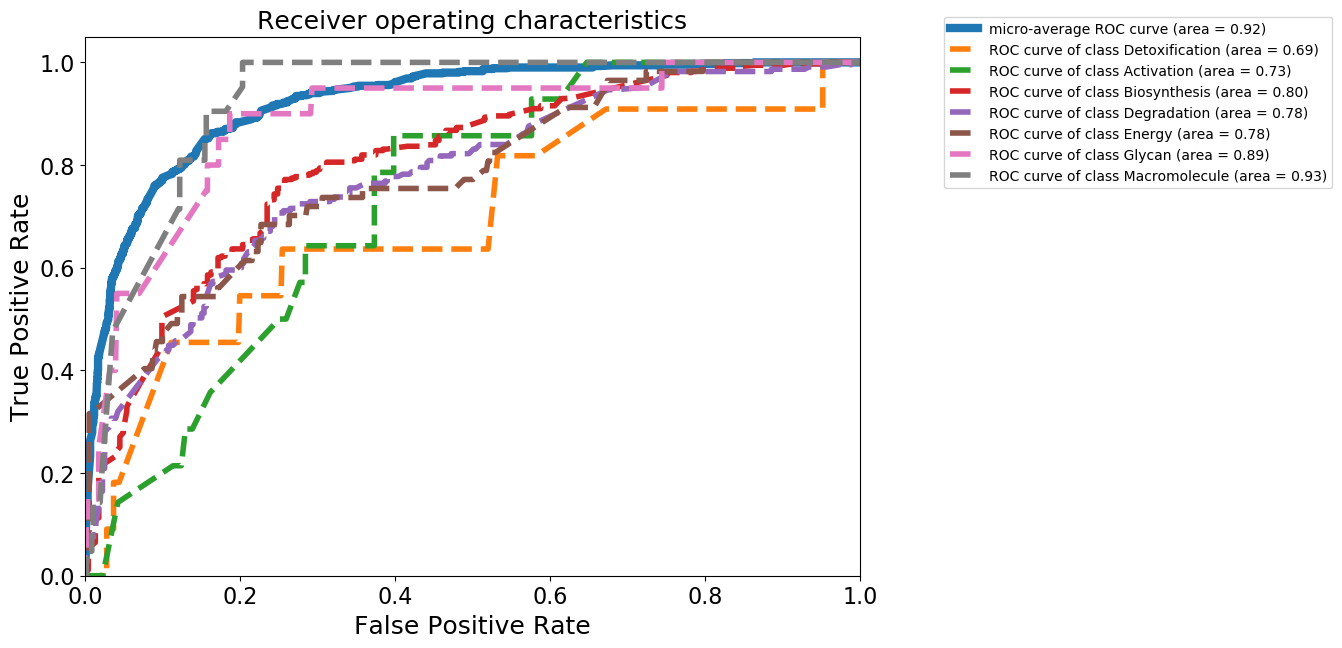 Receiver operating characteristics
micro-average ROC curve (area = 0.92)
ROC curve of class Detoxification (area = 0.69)
ROC curve of class Activation (area = 0.73)
ROC curve of class Biosynthesis (area = 0.80)
ROC curve of class Degradation (area = 0.78)
ROC curve of class Energy (area = 0.78)
ROC curve of class Glycan (area = 0.89)
ROC curve of class Macromolecule (area = 0.93)
True Positive Rate
1.0
0.8
0.6
0.4
0.2
0.0
0.0 0.2 0.4 0.6 0.8 1.0
False Positive Rate